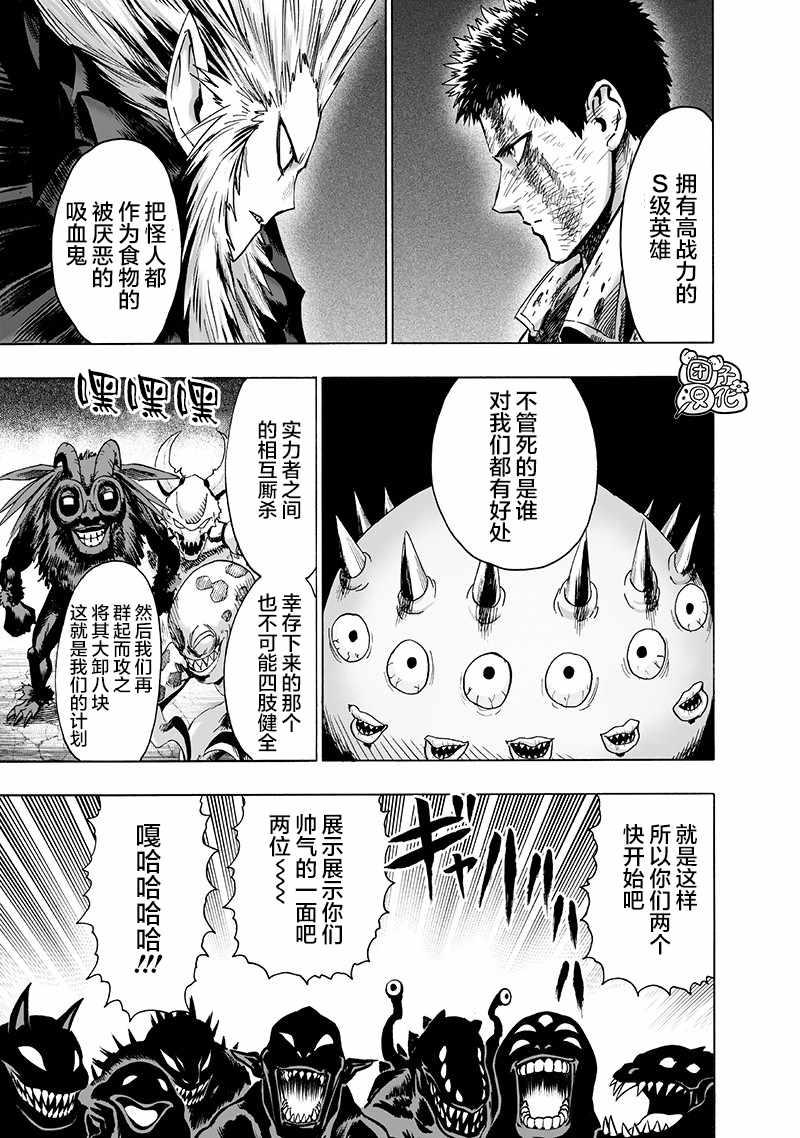 拥有高战力的
S级英雄
把怪人都
作为食物的
被厌恶的
吸血鬼
团子汉化
不管死的是谁
对我们都有好处
实力者之间
的相互厮杀
幸存下来的那个
也不可能四肢健全
嘿嘿嘿
然后我们再
群起而攻之
将其大卸八块
这就是我们的计划
就是这样
所以你们两个
快开始吧
ギャハハハハハ
展示展示你们
帅气的一面吧
两位~~
嘎哈哈哈哈!!!